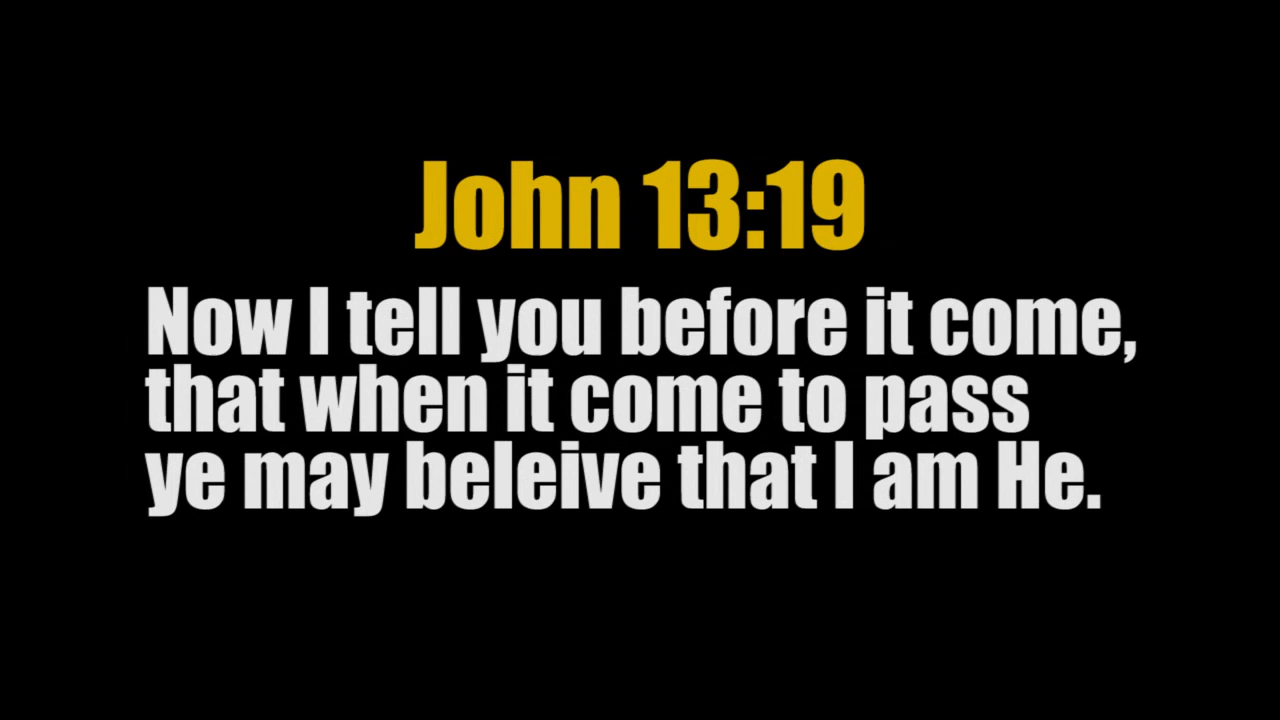 John 13:19
Now I tell you before it come,
that when it come to pass
ye may beleive that I am He.